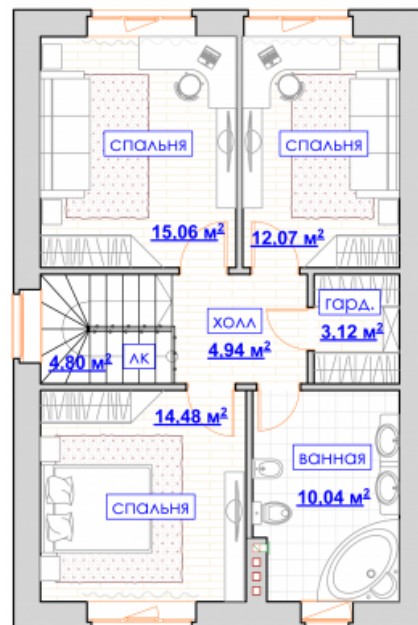 спальня
15.06 м²
спальня
12.07 м²
гард.
3.12 м²
холл
4.94 м²
4.80 м²
лк
14.48 м²
спальня
ванная
10.04 м²